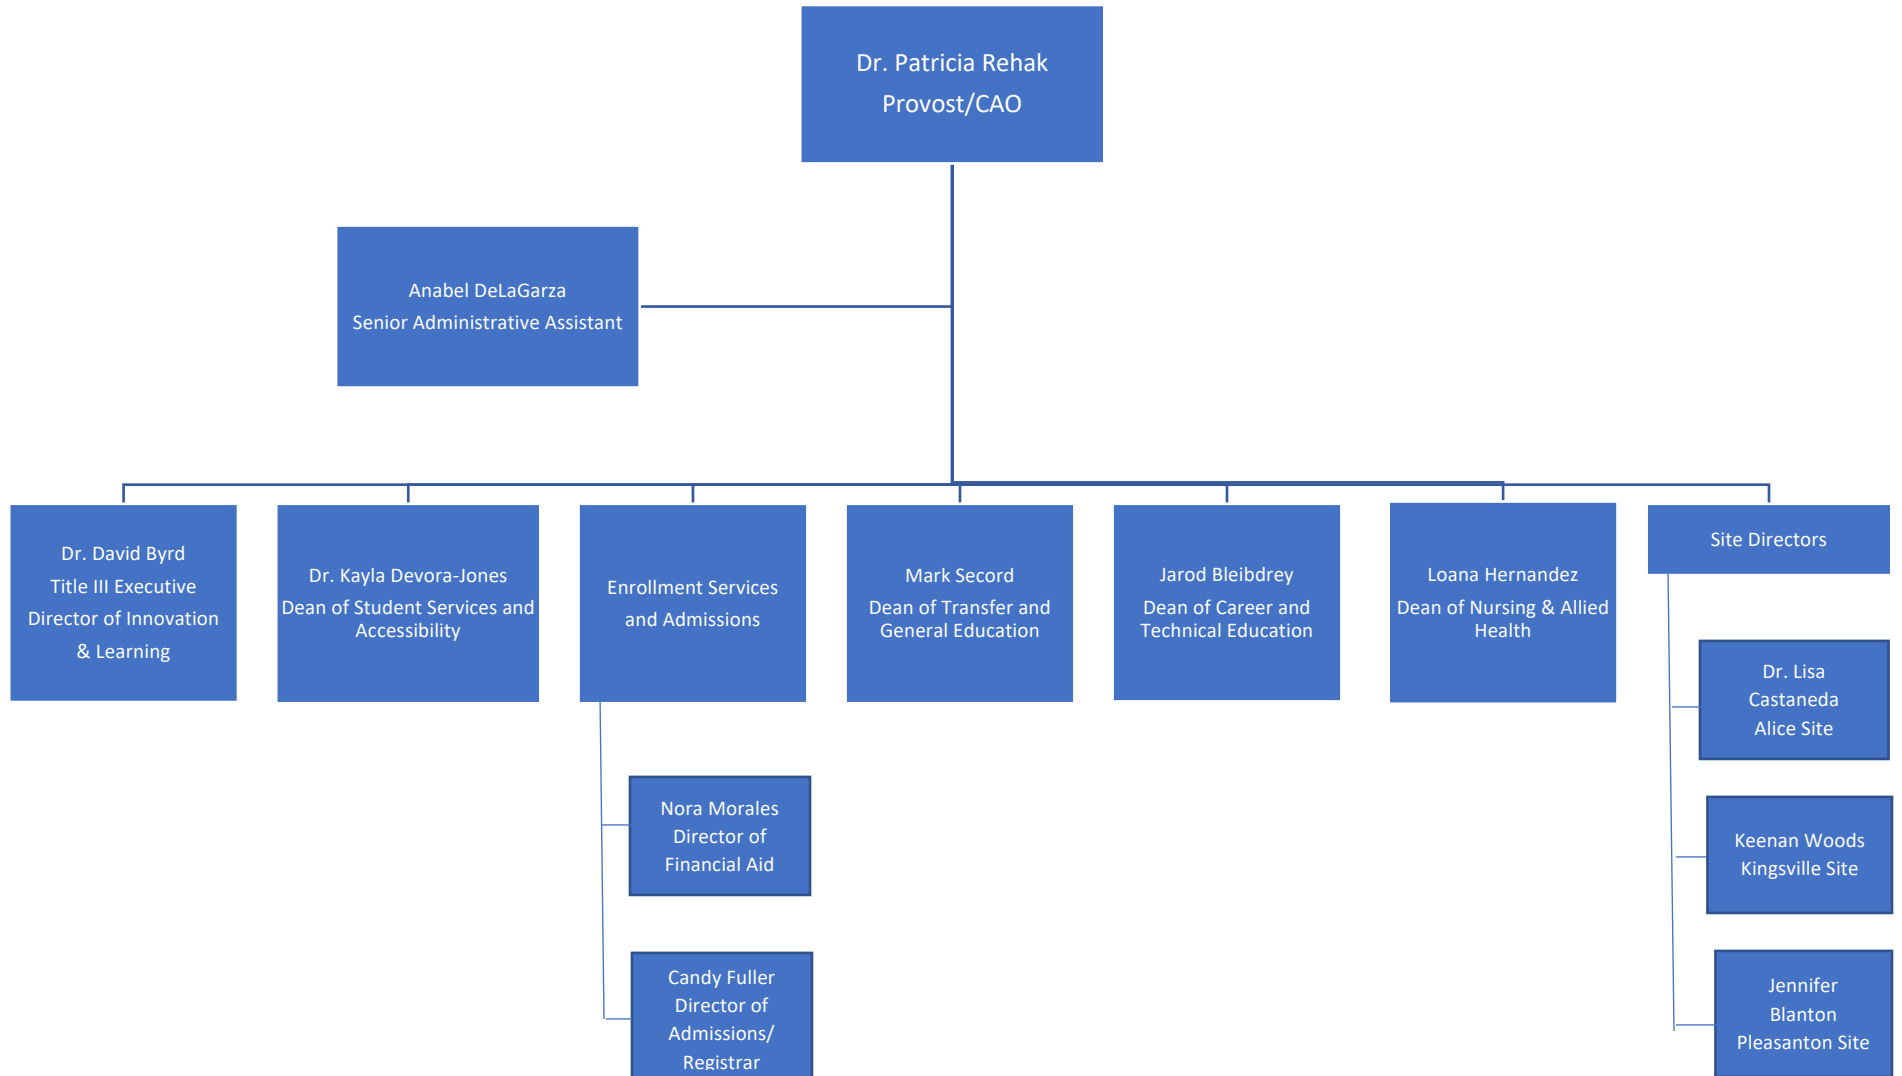 Dr. Patricia Rehak
Provost/CAO
Anabel DeLaGarza
Senior Administrative Assistant
Dr. David Byrd
Title III Executive
Director of Innovation
& Learning
Dr. Kayla Devora-Jones
Dean of Student Services and
Accessibility
Enrollment Services
and Admissions
Mark Secord
Dean of Transfer and
General Education
Jarod Bleibdrey
Dean of Career and
Technical Education
Loana Hernandez
Dean of Nursing & Allied
Health
Site Directors
Nora Morales
Director of
Financial Aid
Candy Fuller
Director of
Admissions/
Registrar
Dr. Lisa
Castaneda
Alice Site
Keenan Woods
Kingsville Site
Jennifer
Blanton
Pleasanton Site